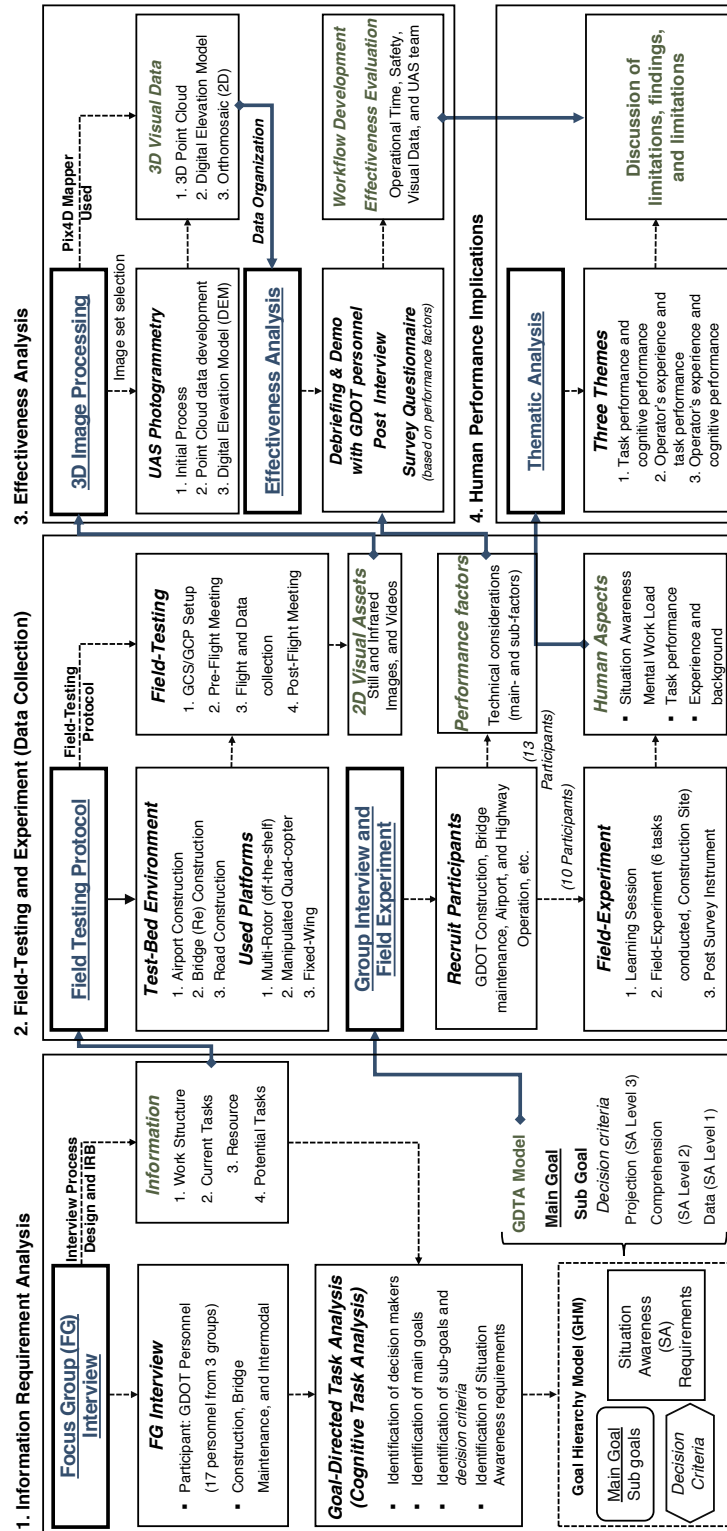 1. Information Requirement Analysis
Focus Group (FG)
Interview
Interview Process
Design and IRB
FG Interview
▪ Participant: GDOT Personnel
(17 personnel from 3 groups)
▪ Construction, Bridge
Maintenance, and Intermodal
Information
1. Work Structure
2. Current Tasks
3. Resource
4. Potential Tasks
Goal-Directed Task Analysis
(Cognitive Task Analysis)
▪ Identification of decision makers
▪ Identification of main goals
▪ Identification of sub-goals and
decision criteria
▪ Identification of Situation
Awareness requirements
Goal Hierarchy Model (GHM)
Main Goal
Sub goals
Decision
Criteria
Situation
Awareness
(SA)
Requirements
GDTA Model
Main Goal
Sub Goal
Decision criteria
Projection (SA Level 3)
Comprehension
(SA Level 2)
Data (SA Level 1)
2. Field-Testing and Experiment (Data Collection)
Field Testing Protocol
Field-Testing
Protocol
Test-Bed Environment
1. Airport Construction
2. Bridge (Re) Construction
3. Road Construction
Used Platforms
1. Multi-Rotor (off-the-shelf)
2. Manipulated Quad-copter
3. Fixed-Wing
Field-Testing
1. GCS/GCP Setup
2. Pre-Flight Meeting
3. Flight and Data
collection
4. Post-Flight Meeting
2D Visual Assets
Still and Infrared
Images, and Videos
Group Interview and
Field Experiment
Recruit Participants
GDOT Construction, Bridge
maintenance, Airport, and Highway
Operation, etc.
Performance factors
Technical considerations
(main- and sub-factors)
(13
Participants)
(10 Participants)
Field-Experiment
1. Learning Session
2. Field-Experiment (6 tasks
conducted, Construction Site)
3. Post Survey Instrument
Human Aspects
▪ Situation Awareness
Mental Work Load
▪ Task performance
▪ Experience and
background
3. Effectiveness Analysis
3D Image Processing
Pix4D Mapper
Used
Image set selection
UAS Photogrammetry
1. Initial Process
2. Point Cloud data development
3. Digital Elevation Model (DEM)
3D Visual Data
1. 3D Point Cloud
2. Digital Elevation Model
3. Orthomosaic (2D)
Data Organization
Effectiveness Analysis
Debriefing & Demo
with GDOT personnel
Post Interview
Survey Questionnaire
(based on performance factors)
Workflow Development
Effectiveness Evaluation
Operational Time, Safety,
Visual Data, and UAS team
4. Human Performance Implications
Thematic Analysis
Three Themes
1. Task performance and
cognitive performance
2. Operator's experience and
task performance
3. Operator's experience and
cognitive performance
Discussion of
limitations, findings,
and limitations